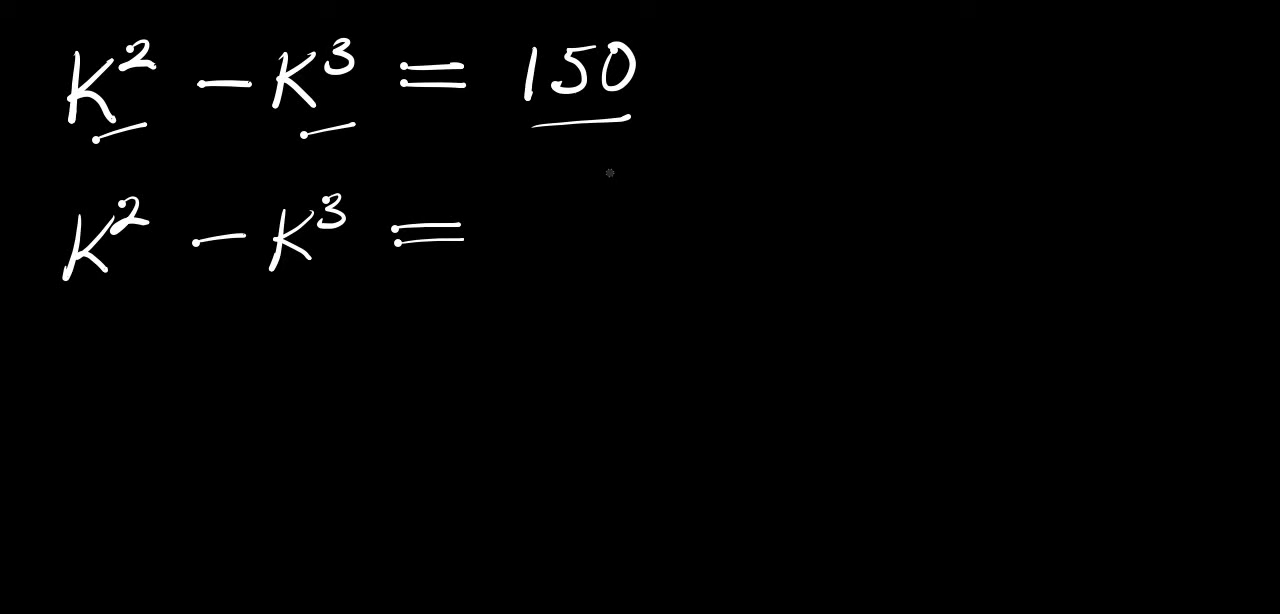 K² − K³ = 150
K² − K³ =